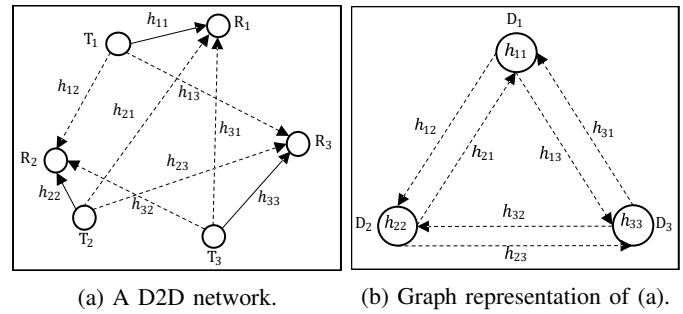 T₁
h₁₁
R₁
h₁₂
h₂₁
h₁₃
h₃₁
R₂
R₃
h₂₂
h₂₃
h₃₂
h₃₃
T₂
T₃
(a) A D2D network.
D₁
h₁₁
h₁₂
h₂₁
h₁₃
h₃₁
D₂
h₂₂
h₃₂
h₂₃
h₃₃
D₃
(b) Graph representation of (a).